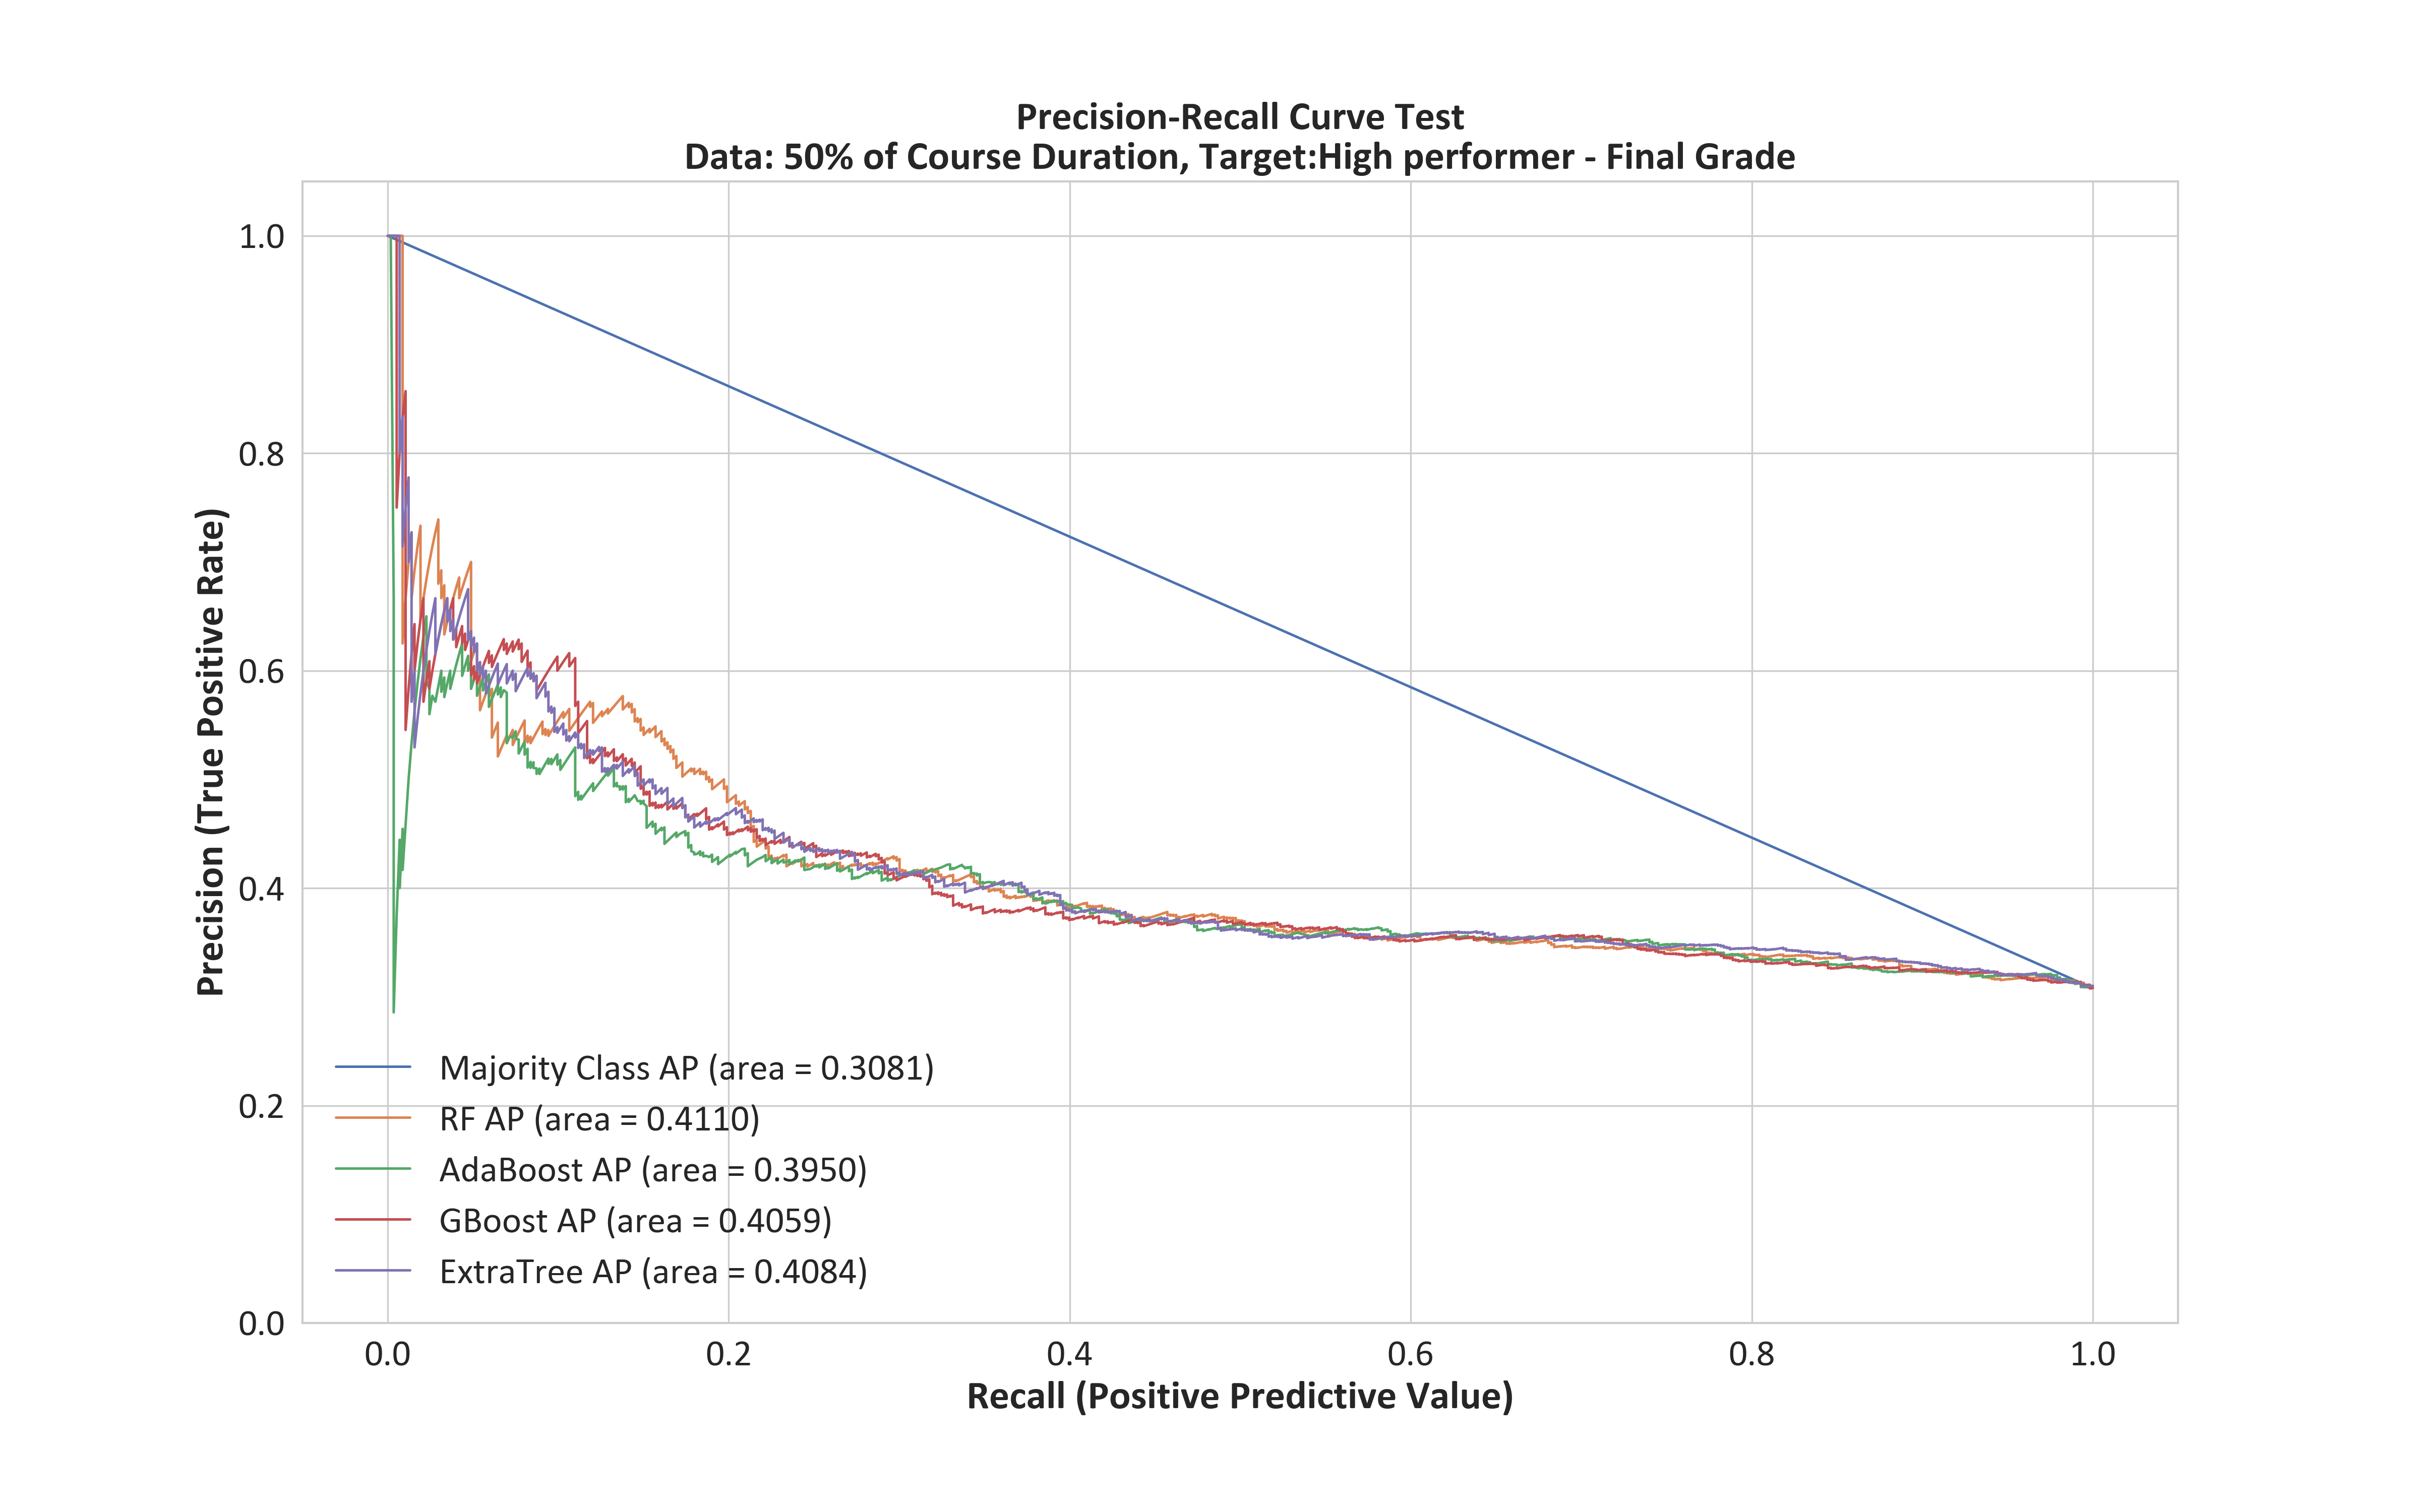 Precision-Recall Curve Test
Data: 50% of Course Duration, Target:High performer - Final Grade
Precision (True Positive Rate)
1.0
0.8
0.6
0.4
0.2
0.0
Majority Class AP (area = 0.3081)
RF AP (area = 0.4110)
AdaBoost AP (area = 0.3950)
GBoost AP (area = 0.4059)
ExtraTree AP (area = 0.4084)
0.0 0.2 0.4 0.6 0.8 1.0
Recall (Positive Predictive Value)